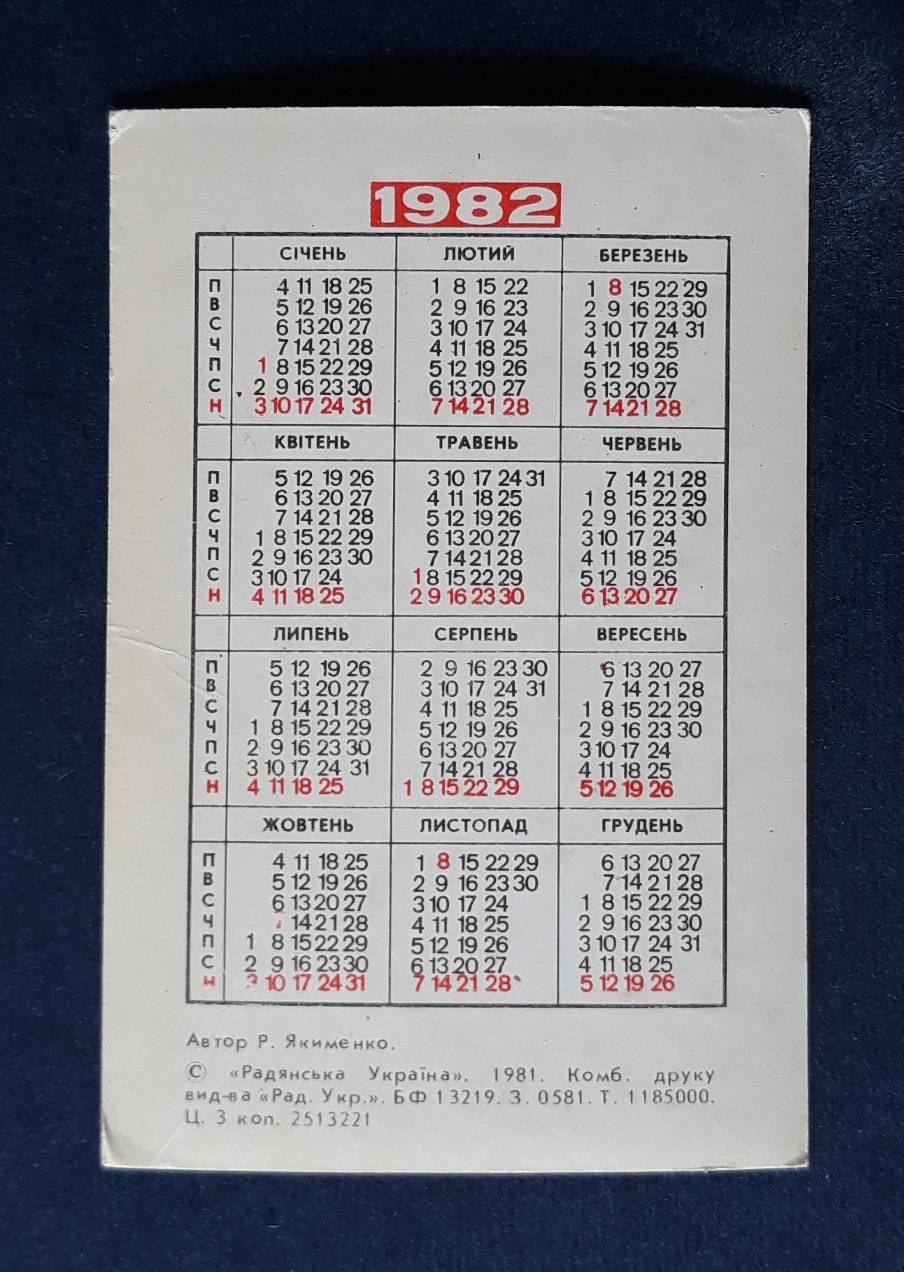 1982
СІЧЕНЬ ЛЮТИЙ БЕРЕЗЕНЬ
П 4 11 18 25 1 8 15 22 1 8 15 22 29
В 5 12 19 26 2 9 16 23 2 9 16 23 30
С 6 13 20 27 3 10 17 24 3 10 17 24 31
Ч 7 14 21 28 4 11 18 25 4 11 18 25
П 1 8 15 22 29 5 12 19 26 5 12 19 26
С 2 9 16 23 30 6 13 20 27 6 13 20 27
Н 3 10 17 24 31 7 14 21 28 7 14 21 28
КВІТЕНЬ ТРАВЕНЬ ЧЕРВЕНЬ
П 5 12 19 26 3 10 17 24 31 7 14 21 28
В 6 13 20 27 4 11 18 25 1 8 15 22 29
С 7 14 21 28 5 12 19 26 2 9 16 23 30
Ч 1 8 15 22 29 6 13 20 27 3 10 17 24
П 2 9 16 23 30 7 14 21 28 4 11 18 25
С 3 10 17 24 1 8 15 22 29 5 12 19 26
Н 4 11 18 25 2 9 16 23 30 6 13 20 27
ЛИПЕНЬ СЕРПЕНЬ ВЕРЕСЕНЬ
П 5 12 19 26 2 9 16 23 30 6 13 20 27
В 6 13 20 27 3 10 17 24 31 7 14 21 28
С 7 14 21 28 4 11 18 25 1 8 15 22 29
Ч 1 8 15 22 29 5 12 19 26 2 9 16 23 30
П 2 9 16 23 30 6 13 20 27 3 10 17 24
С 3 10 17 24 31 7 14 21 28 4 11 18 25
Н 4 11 18 25 1 8 15 22 29 5 12 19 26
ЖОВТЕНЬ ЛИСТОПАД ГРУДЕНЬ
П 4 11 18 25 1 8 15 22 29 6 13 20 27
В 5 12 19 26 2 9 16 23 30 7 14 21 28
С 6 13 20 27 3 10 17 24 1 8 15 22 29
Ч 14 21 28 4 11 18 25 2 9 16 23 30
П 1 8 15 22 29 5 12 19 26 3 10 17 24 31
С 2 9 16 23 30 6 13 20 27 4 11 18 25
Н 3 10 17 24 31 7 14 21 28 5 12 19 26
Автор Р. Якименко.
© «Радянська Україна». 1981. Комб. друку
вид-ва «Рад. Укр.». БФ 13219. З. 0581. Т. 1185000.
Ц. 3 коп. 2513221